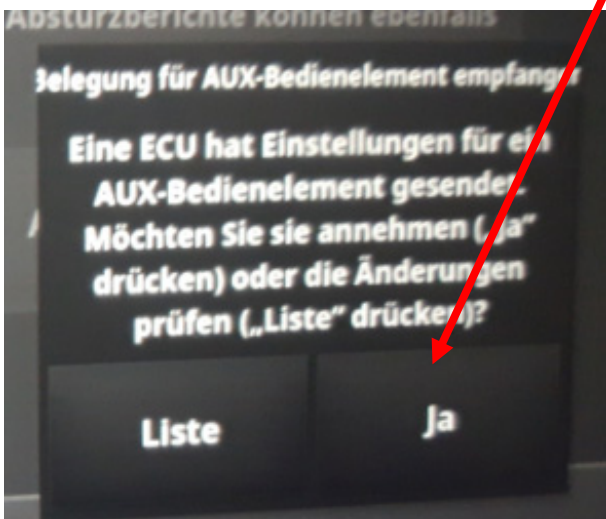 Absturzberichte können ebenfalls
Belegung für AUX-Bedienelement empfangen
Eine ECU hat Einstellungen für ein
AUX-Bedienelement gesendet.
Möchten Sie sie annehmen („Ja”
drücken) oder die Änderungen
prüfen („Liste” drücken)?
Liste
Ja